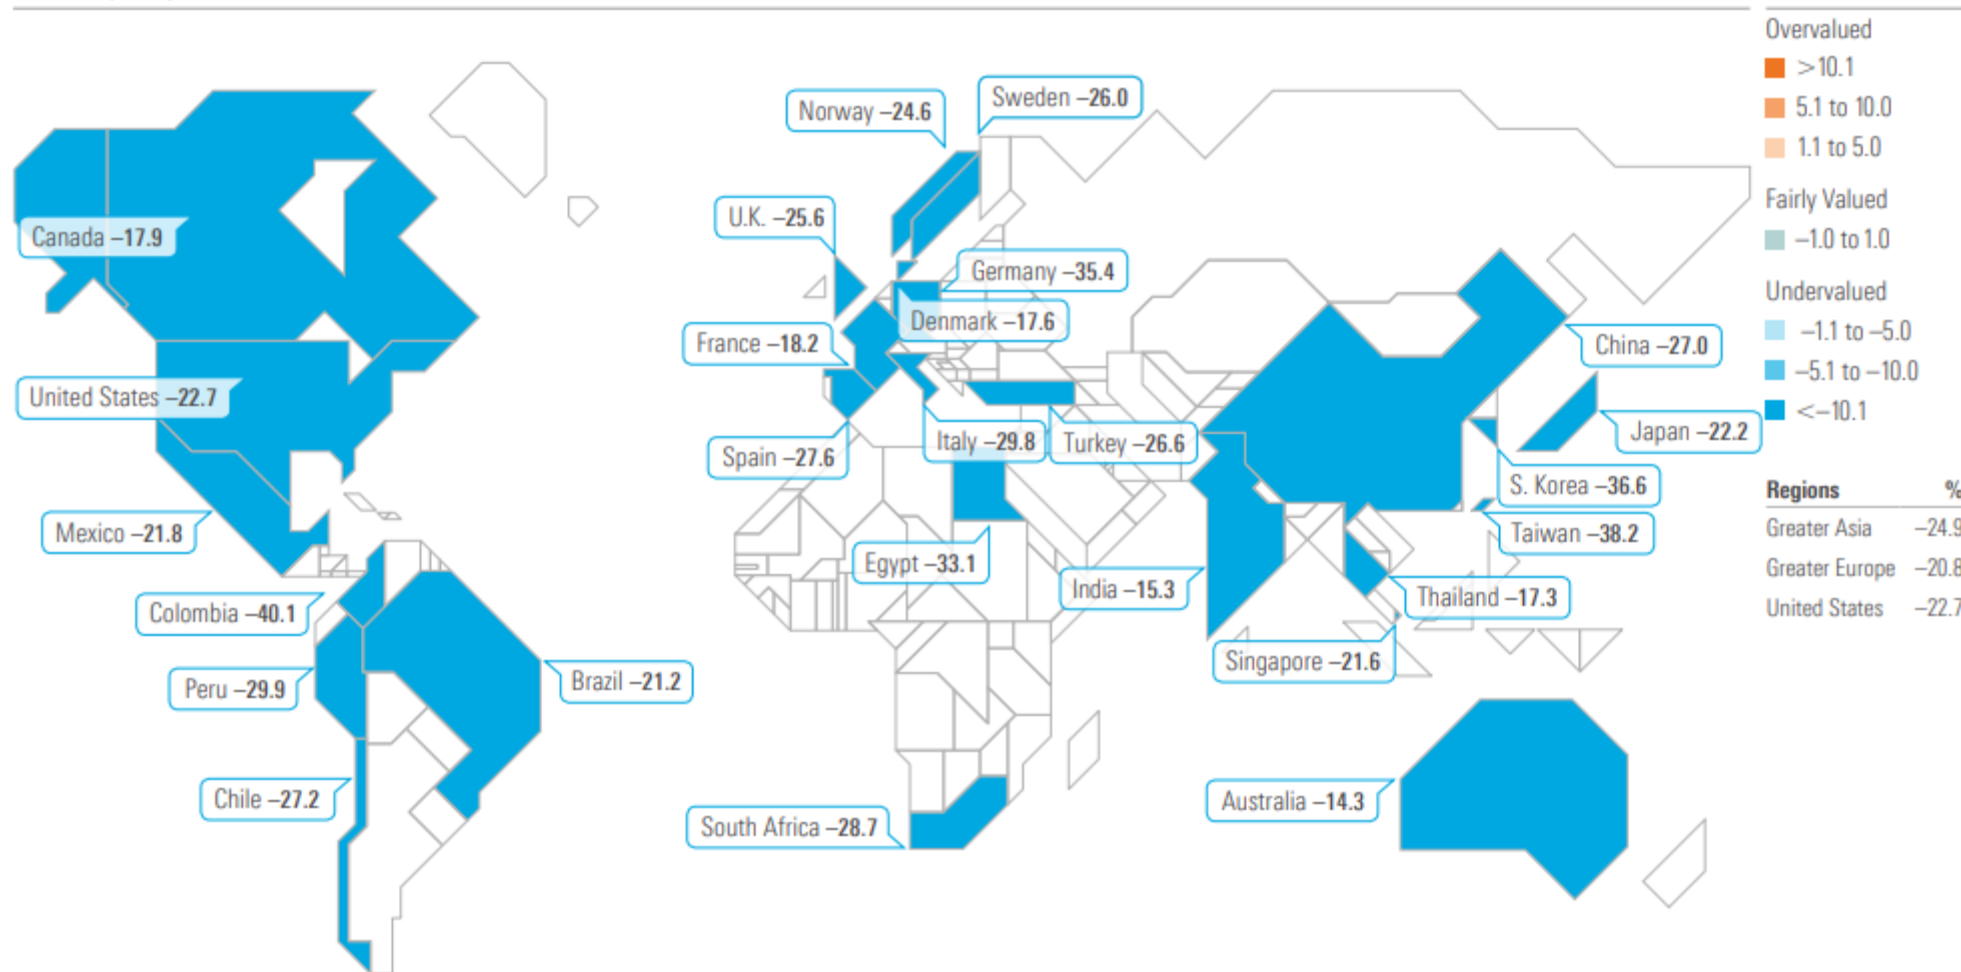 Norway –24.6
Sweden –26.0
Canada –17.9
U.K. –25.6
Germany –35.4
Denmark –17.6
France –18.2
China –27.0
United States –22.7
Japan –22.2
Spain –27.6
Italy –29.8
Turkey –26.6
S. Korea –36.6
Mexico –21.8
Taiwan –38.2
Egypt –33.1
India –15.3
Thailand –17.3
Colombia –40.1
Singapore –21.6
Peru –29.9
Brazil –21.2
Chile –27.2
South Africa –28.7
Australia –14.3
Overvalued
>10.1
5.1 to 10.0
1.1 to 5.0
Fairly Valued
–1.0 to 1.0
Undervalued
–1.1 to –5.0
–5.1 to –10.0
<–10.1
Regions %
Greater Asia –24.9
Greater Europe –20.8
United States –22.7